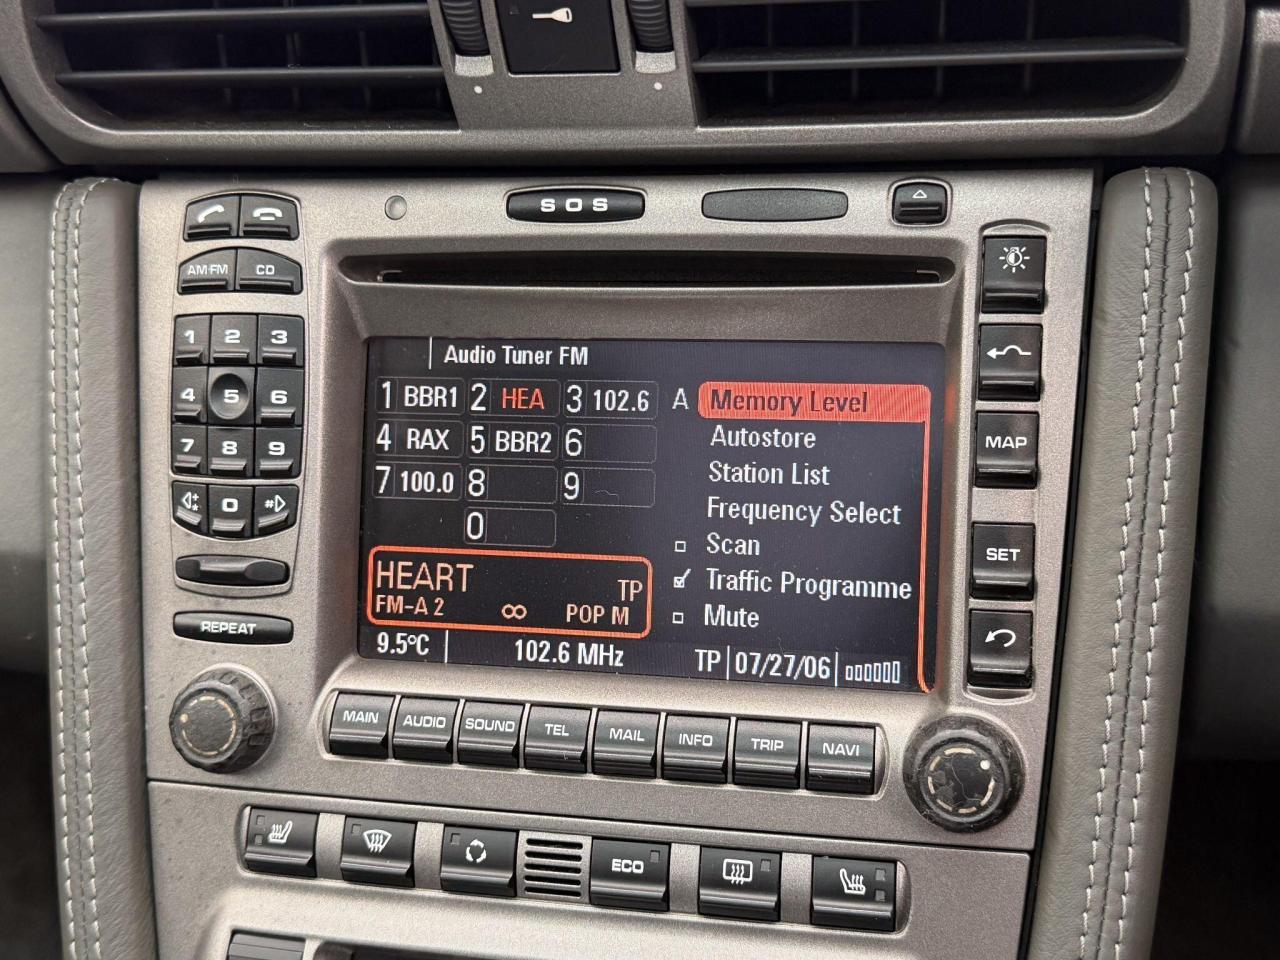 SOS
AM FM CD
1 2 3
4 5 6
7 8 9
* 0 #
REPEAT
Audio Tuner FM
1 BBR1 2 HEA 3 102.6
4 RAX 5 BBR2 6
7 100.0 8 9
0
A Memory Level
Autostore
Station List
Frequency Select
Scan
Traffic Programme
Mute
HEART TP
FM-A 2 ∞ POP M
9.5°C 102.6 MHz TP 07/27/06
MAP
SET
MAIN AUDIO SOUND TEL MAIL INFO TRIP NAVI
ECO